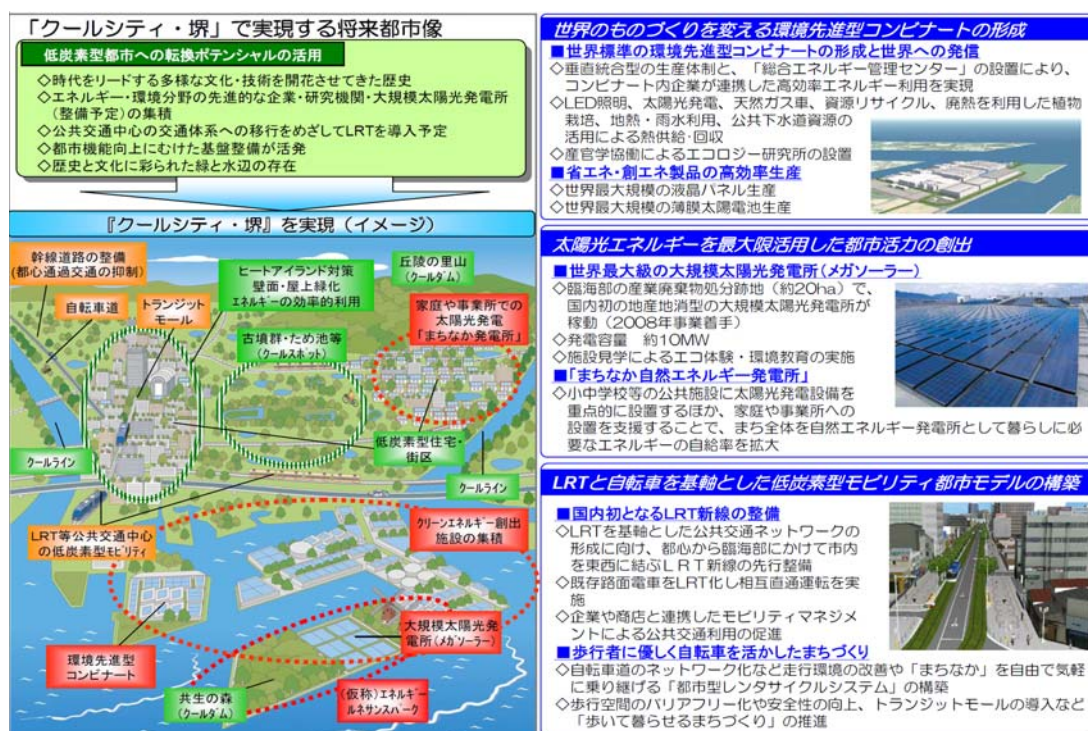 「クールシティ・堺」で実現する将来都市像
低炭素型都市への転換ポテンシャルの活用
◇時代をリードする多様な文化・技術を開花させてきた歴史
◇エネルギー・環境分野の先進的な企業・研究機関・大規模太陽光発電所
(整備予定)の集積
◇公共交通中心の交通体系への移行をめざしてLRTを導入予定
◇都市機能向上にむけた基盤整備が活発
◇歴史と文化に彩られた緑と水辺の存在
『クールシティ・堺』を実現(イメージ)
幹線道路の整備
(都心通過交通の抑制)
自転車道
トランジット
モール
ヒートアイランド対策
壁面・屋上緑化
エネルギーの効率的利用
丘陵の里山
(クールダム)
家庭や事業所での
太陽光発電
「まちなか発電所」
古墳群・ため池等
(クールスポット)
低炭素型住宅・
街区
クールライン
クールライン
LRT等公共交通中心
の低炭素型モビリティ
クリーンエネルギー創出
施設の集積
大規模太陽光発
電所(メガソーラー)
環境先進型
コンビナート
共生の森
(クールダム)
(仮称)エネルギー
ルネサンスパーク
世界のものづくりを変える環境先進型コンビナートの形成
■世界標準の環境先進型コンビナートの形成と世界への発信
◇垂直統合型の生産体制と、「総合エネルギー管理センター」の設置により、
コンビナート内企業が連携した高効率エネルギー利用を実現
◇LED照明、太陽光発電、天然ガス車、資源リサイクル、廃熱を利用した植物
栽培、地熱・雨水利用、公共下水道資源の
活用による熱供給・回収
◇産官学協働によるエコロジー研究所の設置
■省エネ・創エネ製品の高効率生産
◇世界最大規模の液晶パネル生産
◇世界最大規模の薄膜太陽電池生産
太陽光エネルギーを最大限活用した都市活力の創出
■世界最大級の大規模太陽光発電所(メガソーラー)
◇臨海部の産業廃棄物処分跡地(約20ha)で、
国内初の地産地消型の大規模太陽光発電所が
稼動(2008年事業着手)
◇発電容量 約10MW
◇施設見学によるエコ体験・環境教育の実施
■「まちなか自然エネルギー発電所」
◇小中学校等の公共施設に太陽光発電設備を
重点的に設置するほか、家庭や事業所への
設置を支援することで、まち全体を自然エネルギー発電所として暮らしに必
要なエネルギーの自給率を拡大
LRTと自転車を基軸とした低炭素型モビリティ都市モデルの構築
■国内初となるLRT新線の整備
◇LRTを基軸とした公共交通ネットワークの
形成に向け、都心から臨海部にかけて市内
を東西に結ぶLRT新線の先行整備
◇既存路面電車をLRT化し相互直通運転を実
施
◇企業や商店と連携したモビリティマネジメ
ントによる公共交通利用の促進
■歩行者に優しく自転車を活かしたまちづくり
◇自転車道のネットワーク化など走行環境の改善や「まちなか」を自由で気軽
に乗り継げる「都市型レンタサイクルシステム」の構築
◇歩行空間のバリアフリー化や安全性の向上、トランジットモールの導入など
「歩いて暮らせるまちづくり」の推進